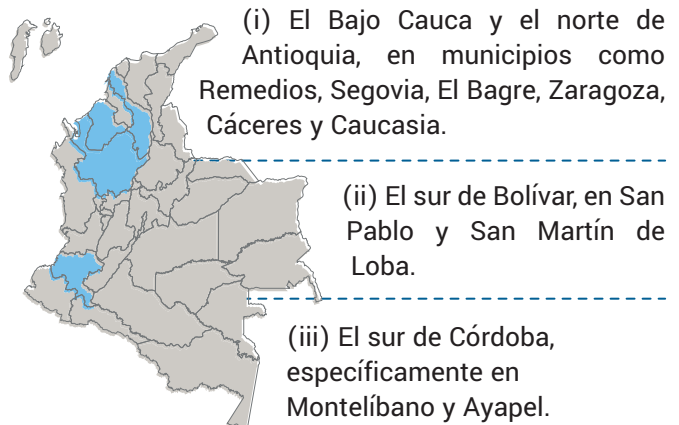 (i) El Bajo Cauca y el norte de
Antioquia, en municipios como
Remedios, Segovia, El Bagre, Zaragoza,
Cáceres y Caucasia.
(ii) El sur de Bolívar, en San
Pablo y San Martín de
Loba.
(iii) El sur de Córdoba,
específicamente en
Montelíbano y Ayapel.